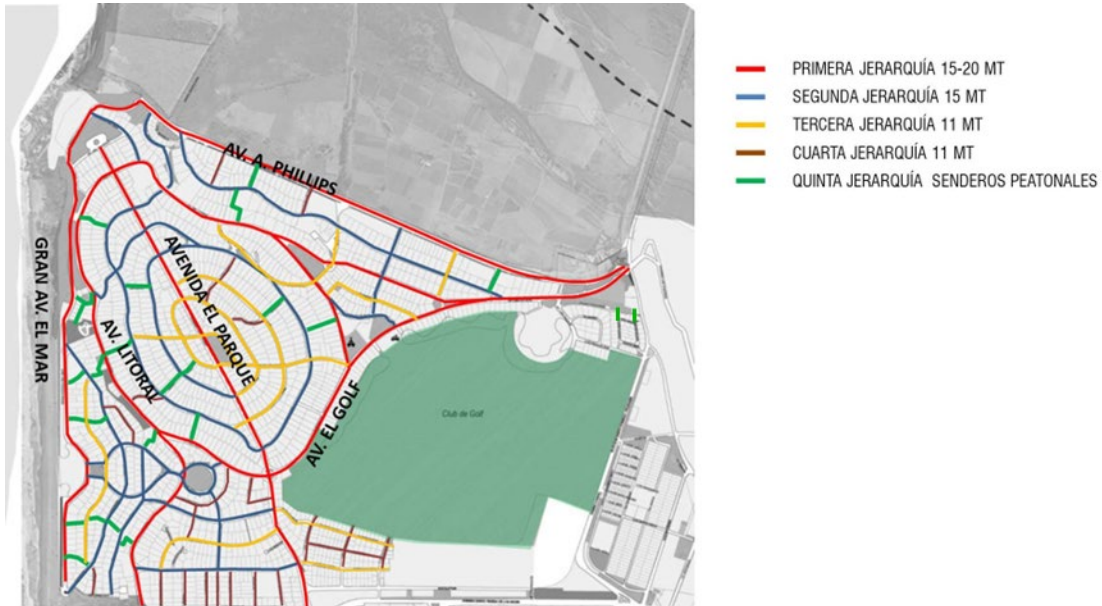 PRIMERA JERARQUÍA 15-20 MT
SEGUNDA JERARQUÍA 15 MT
TERCERA JERARQUÍA 11 MT
CUARTA JERARQUÍA 11 MT
QUINTA JERARQUÍA SENDEROS PEATONALES
AV. A. PHILLIPS
GRAN AV. EL MAR
AVENIDA EL PARQUE
AV. LITORAL
AV. EL GOLF
Club de Golf